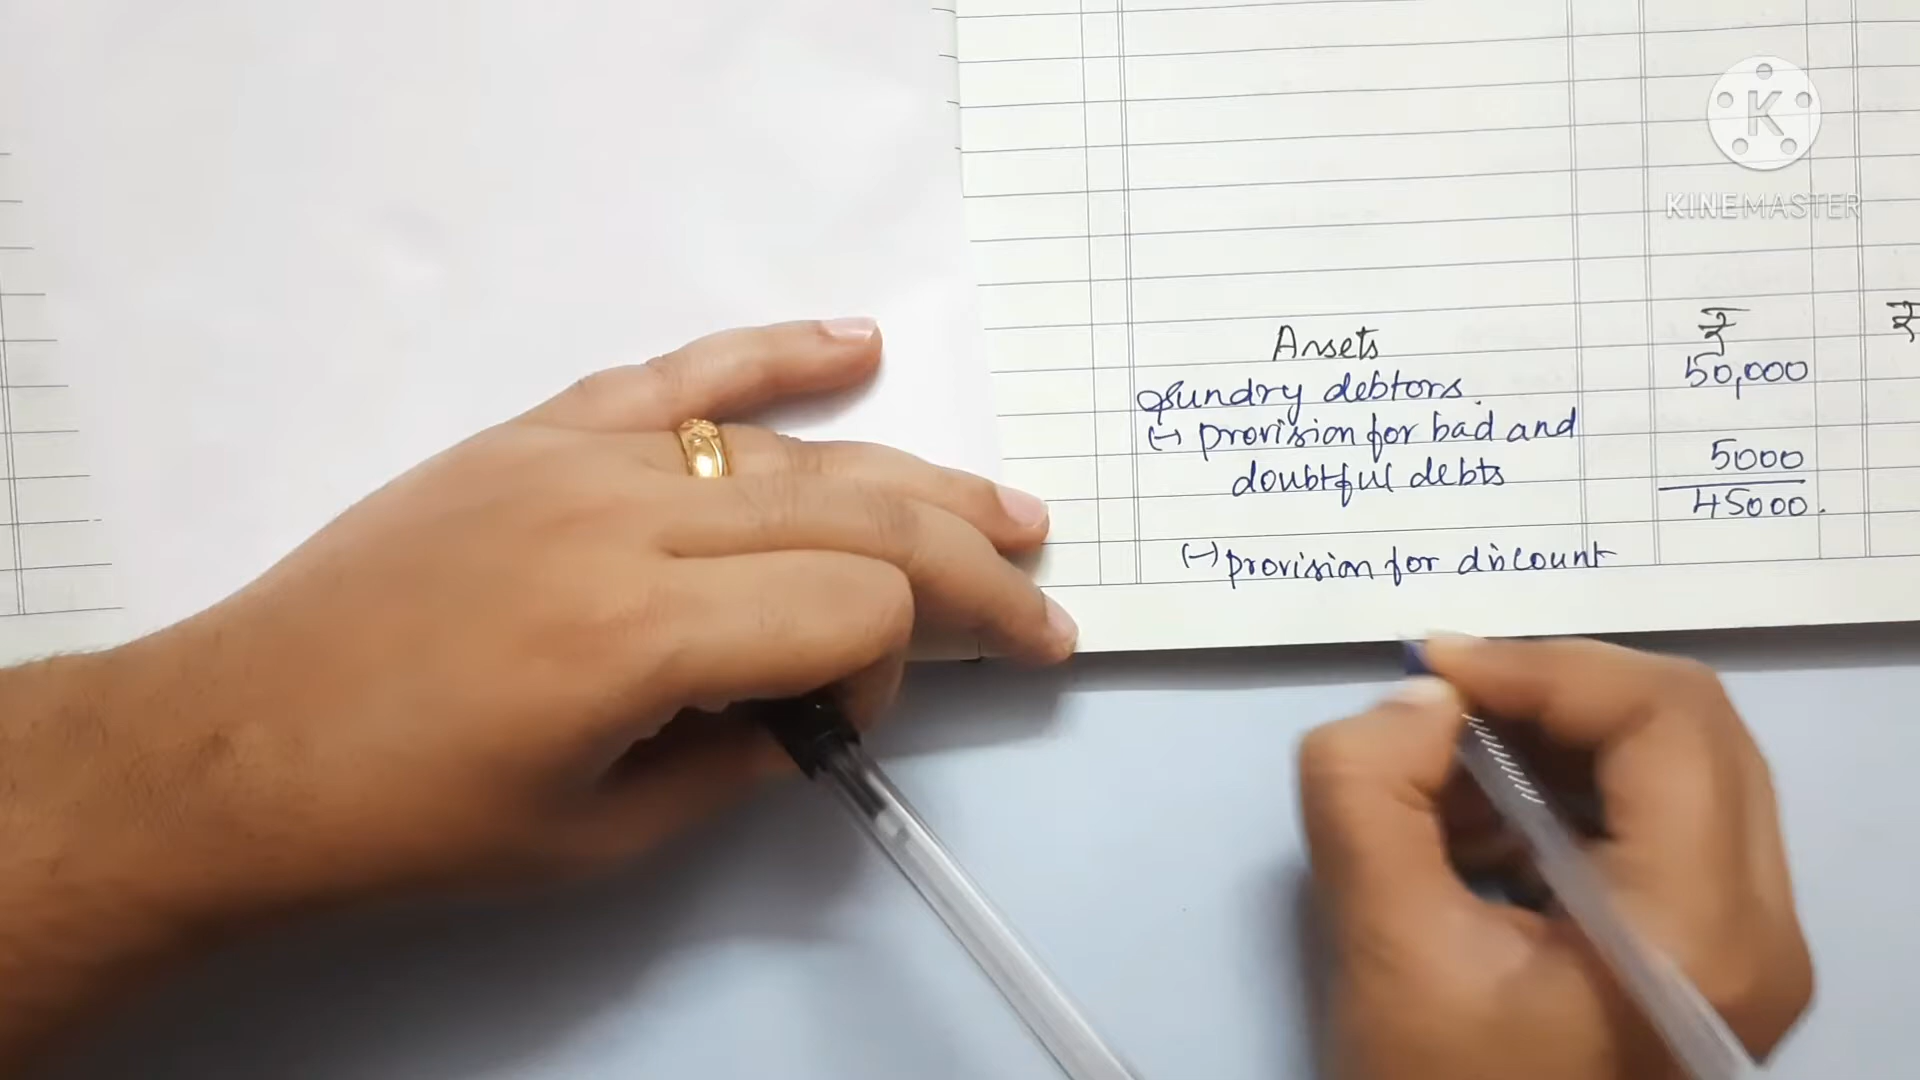 K
KINEMASTER
Assets ₹ ₹
Sundry debtors. 50,000
(-) provision for bad and
doubtful debts 5000
45000.
(-) provision for discount